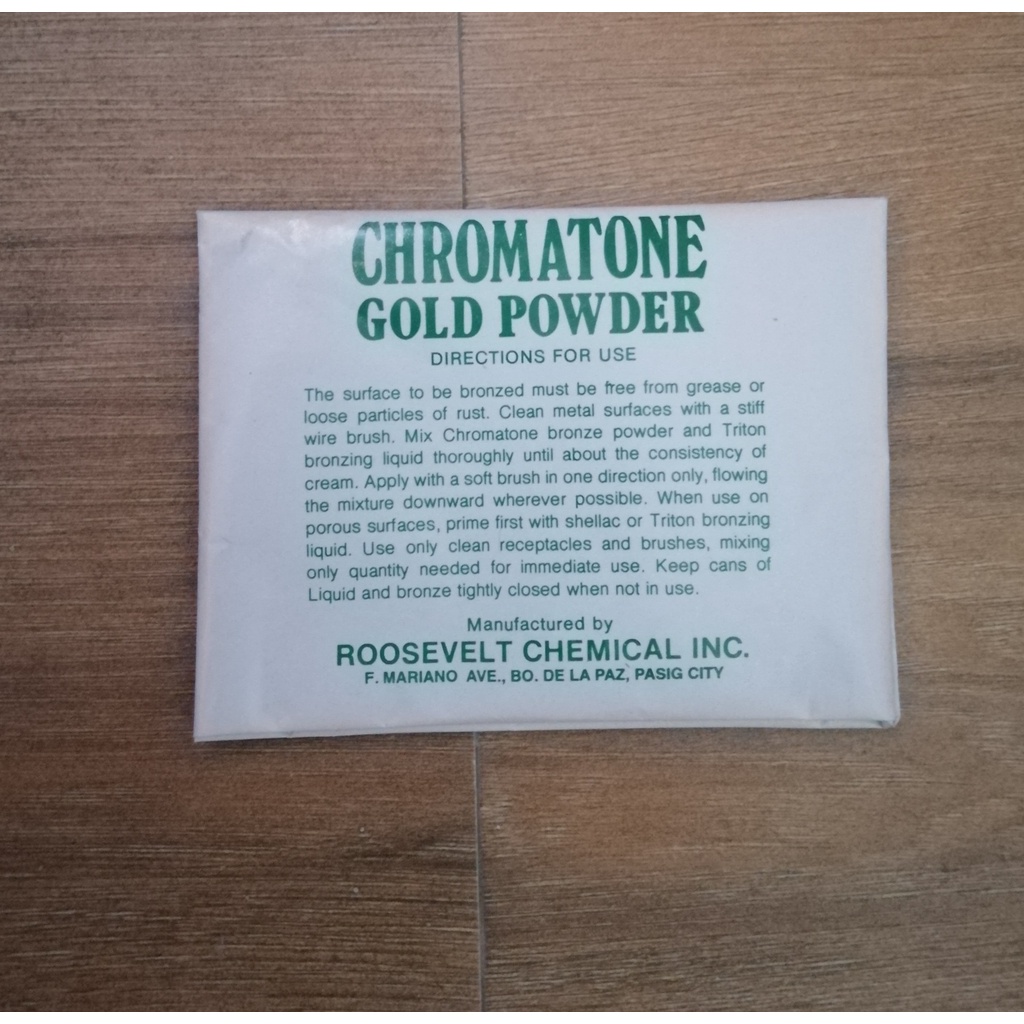 CHROMATONE
GOLD POWDER
DIRECTIONS FOR USE
The surface to be bronzed must be free from grease or
loose particles of rust. Clean metal surfaces with a stiff
wire brush. Mix Chromatone bronze powder and Triton
bronzing liquid thoroughly until about the consistency of
cream. Apply with a soft brush in one direction only, flowing
the mixture downward wherever possible. When use on
porous surfaces, prime first with shellac or Triton bronzing
liquid. Use only clean receptacles and brushes, mixing
only quantity needed for immediate use. Keep cans of
Liquid and bronze tightly closed when not in use.
Manufactured by
ROOSEVELT CHEMICAL INC.
F. MARIANO AVE., BO. DE LA PAZ, PASIG CITY